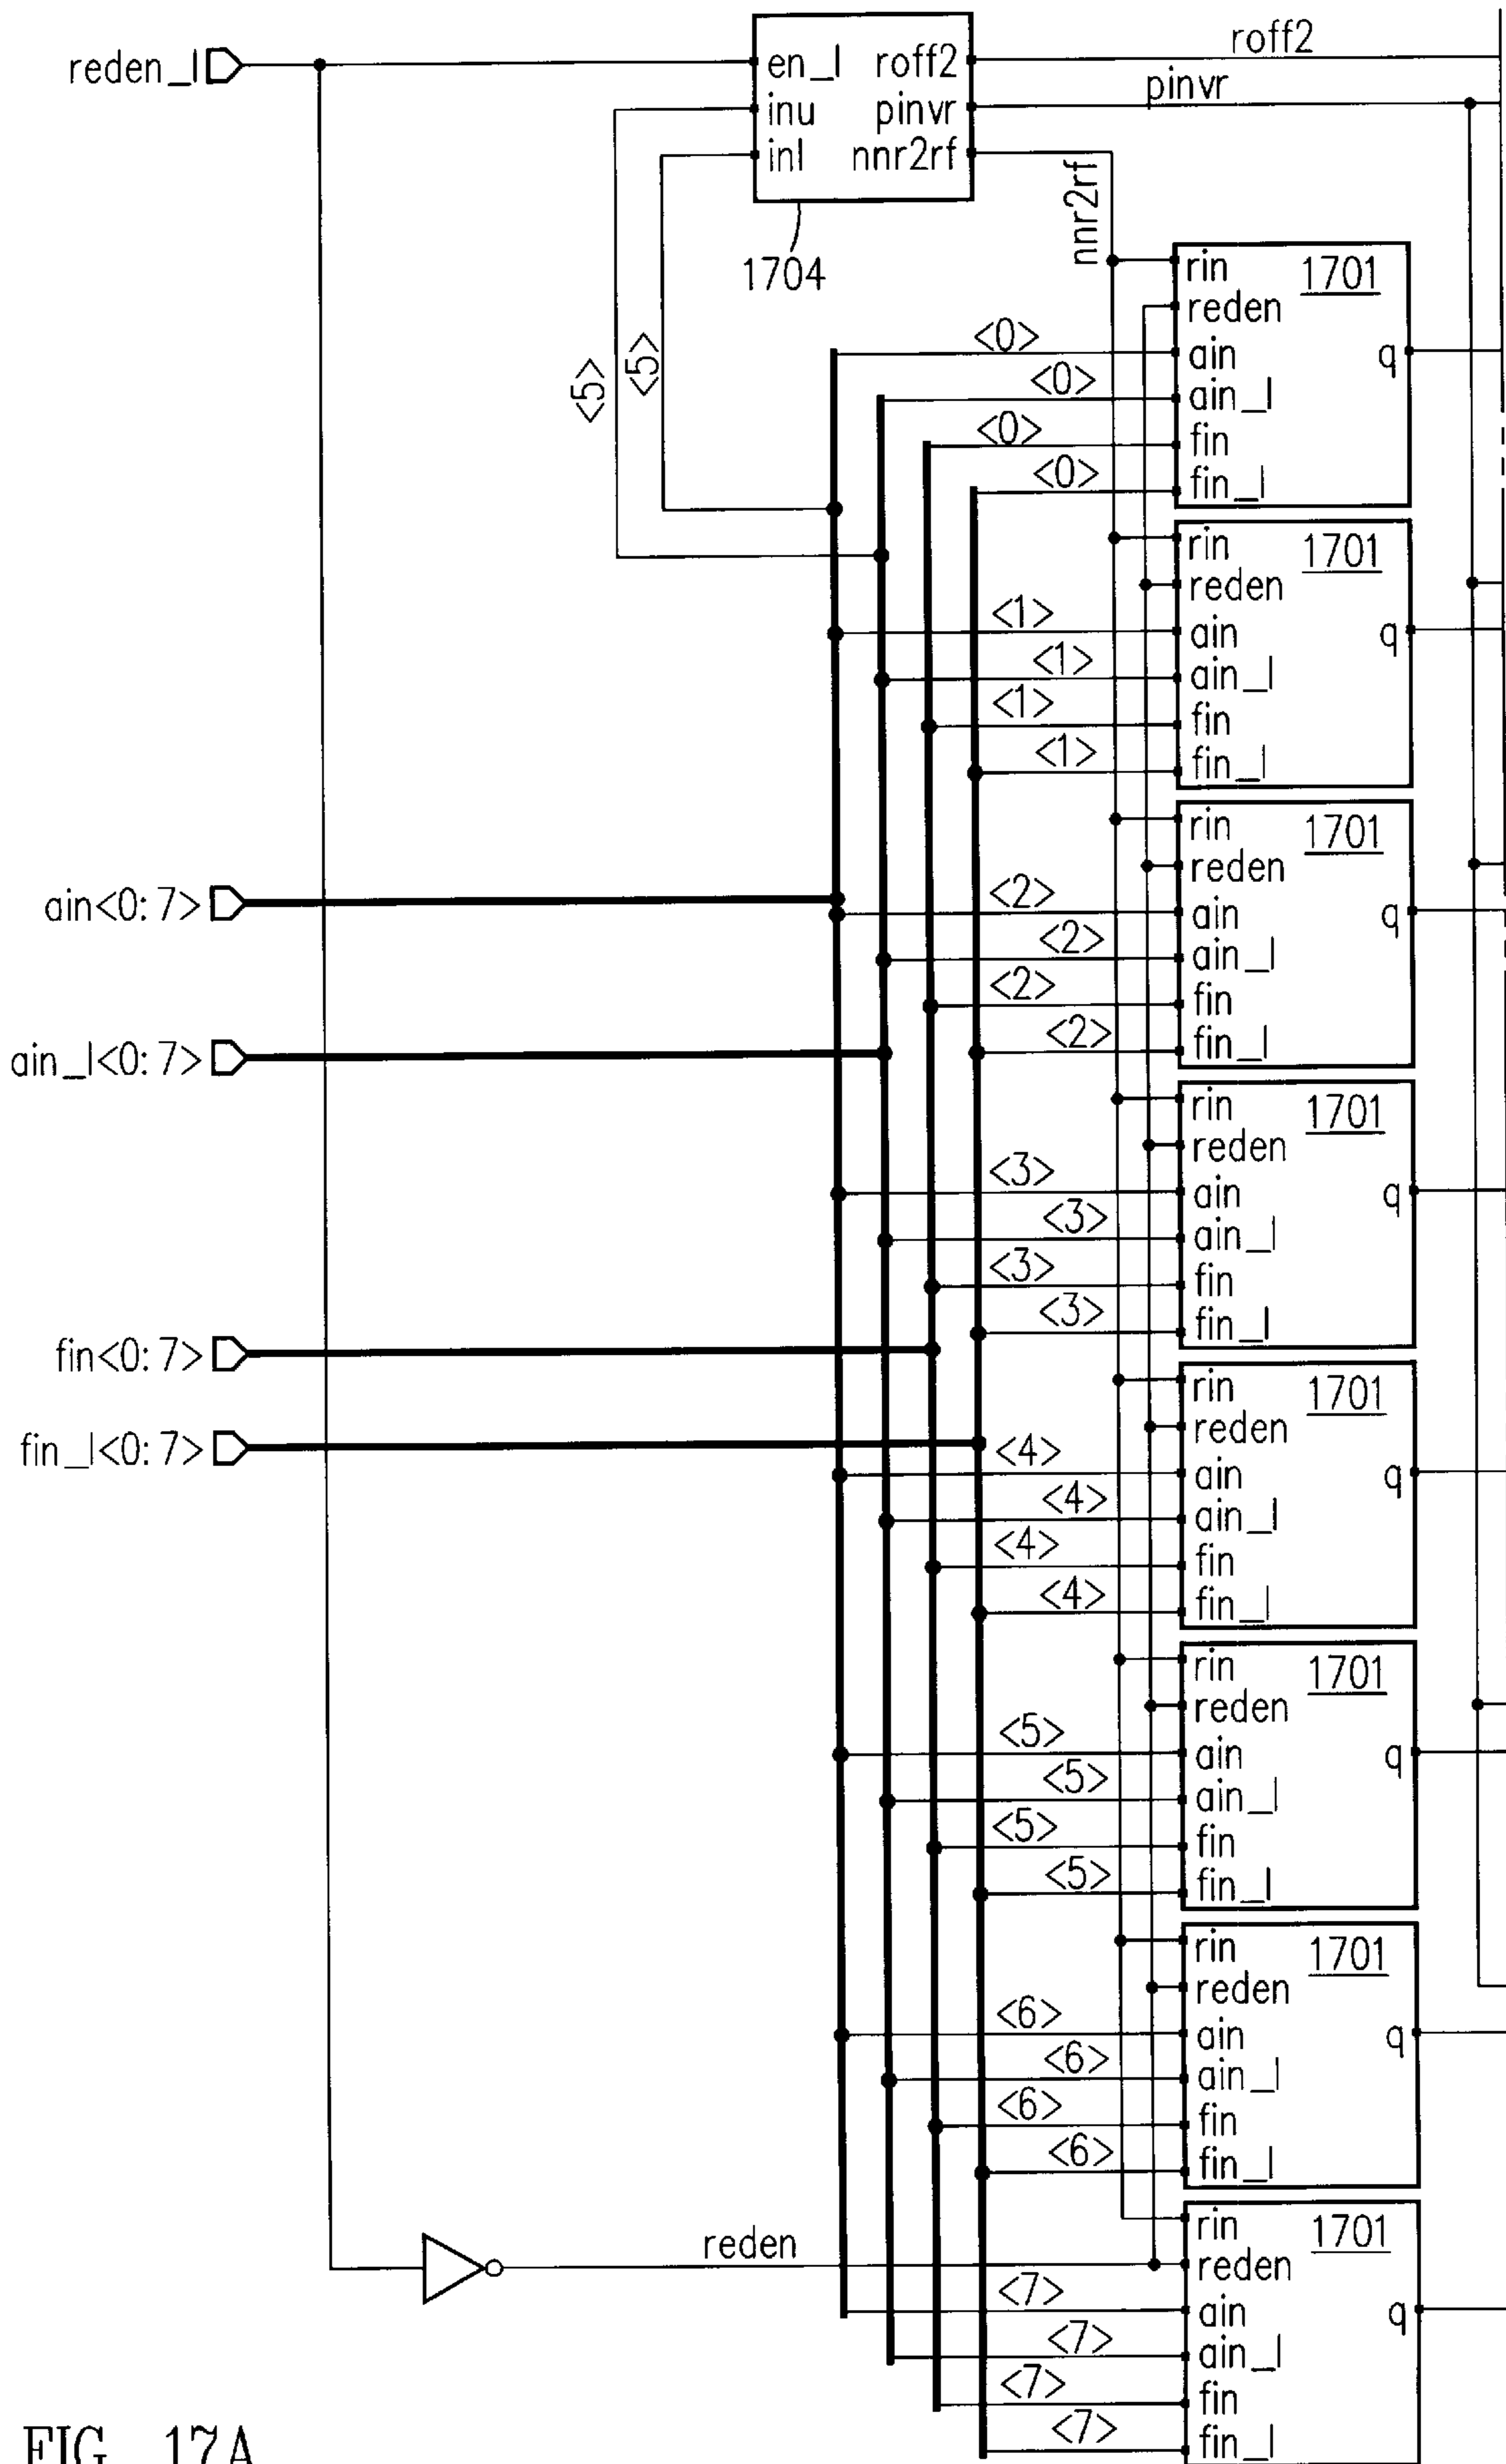 reden_l
en_l roff2
inu pinvr
inl nnr2rf
roff2
pinvr
nnr2rf
1704
<5>
<5>
rin 1701
reden
<0> ain q
<0> ain_l
<0> fin
<0> fin_l
rin 1701
reden
<1> ain q
<1> ain_l
<1> fin
<1> fin_l
rin 1701
reden
ain<0:7>
<2> ain q
<2> ain_l
<2> fin
<2> fin_l
ain_l<0:7>
rin 1701
reden
<3> ain q
<3> ain_l
<3> fin
<3> fin_l
fin<0:7>
rin 1701
reden
fin_l<0:7>
<4> ain q
<4> ain_l
<4> fin
<4> fin_l
rin 1701
reden
<5> ain q
<5> ain_l
<5> fin
<5> fin_l
rin 1701
reden
<6> ain q
<6> ain_l
<6> fin
<6> fin_l
rin 1701
reden reden
<7> ain q
<7> ain_l
<7> fin
<7> fin_l
FIG. 17A